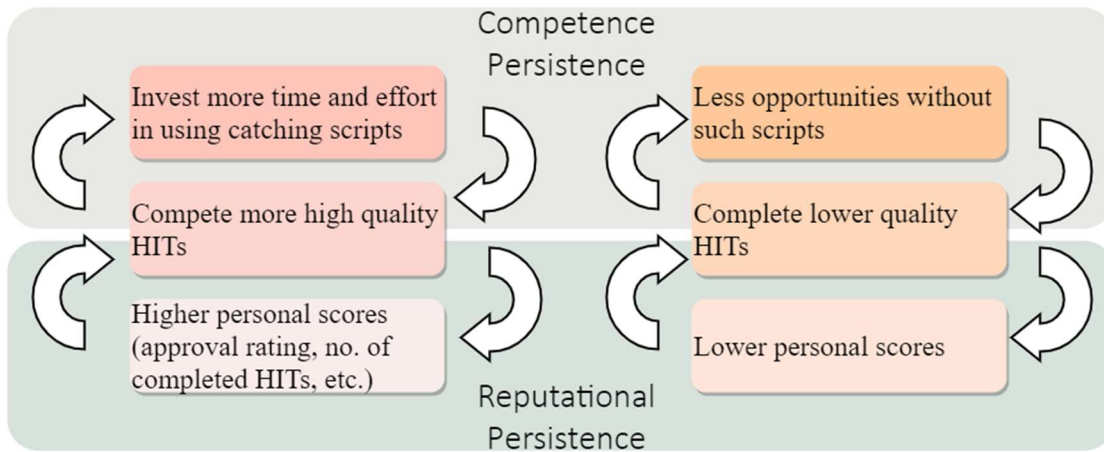 Competence
Persistence
Invest more time and effort
in using catching scripts
Less opportunities without
such scripts
Compete more high quality
HITs
Complete lower quality
HITs
Higher personal scores
(approval rating, no. of
completed HITs, etc.)
Lower personal scores
Reputational
Persistence